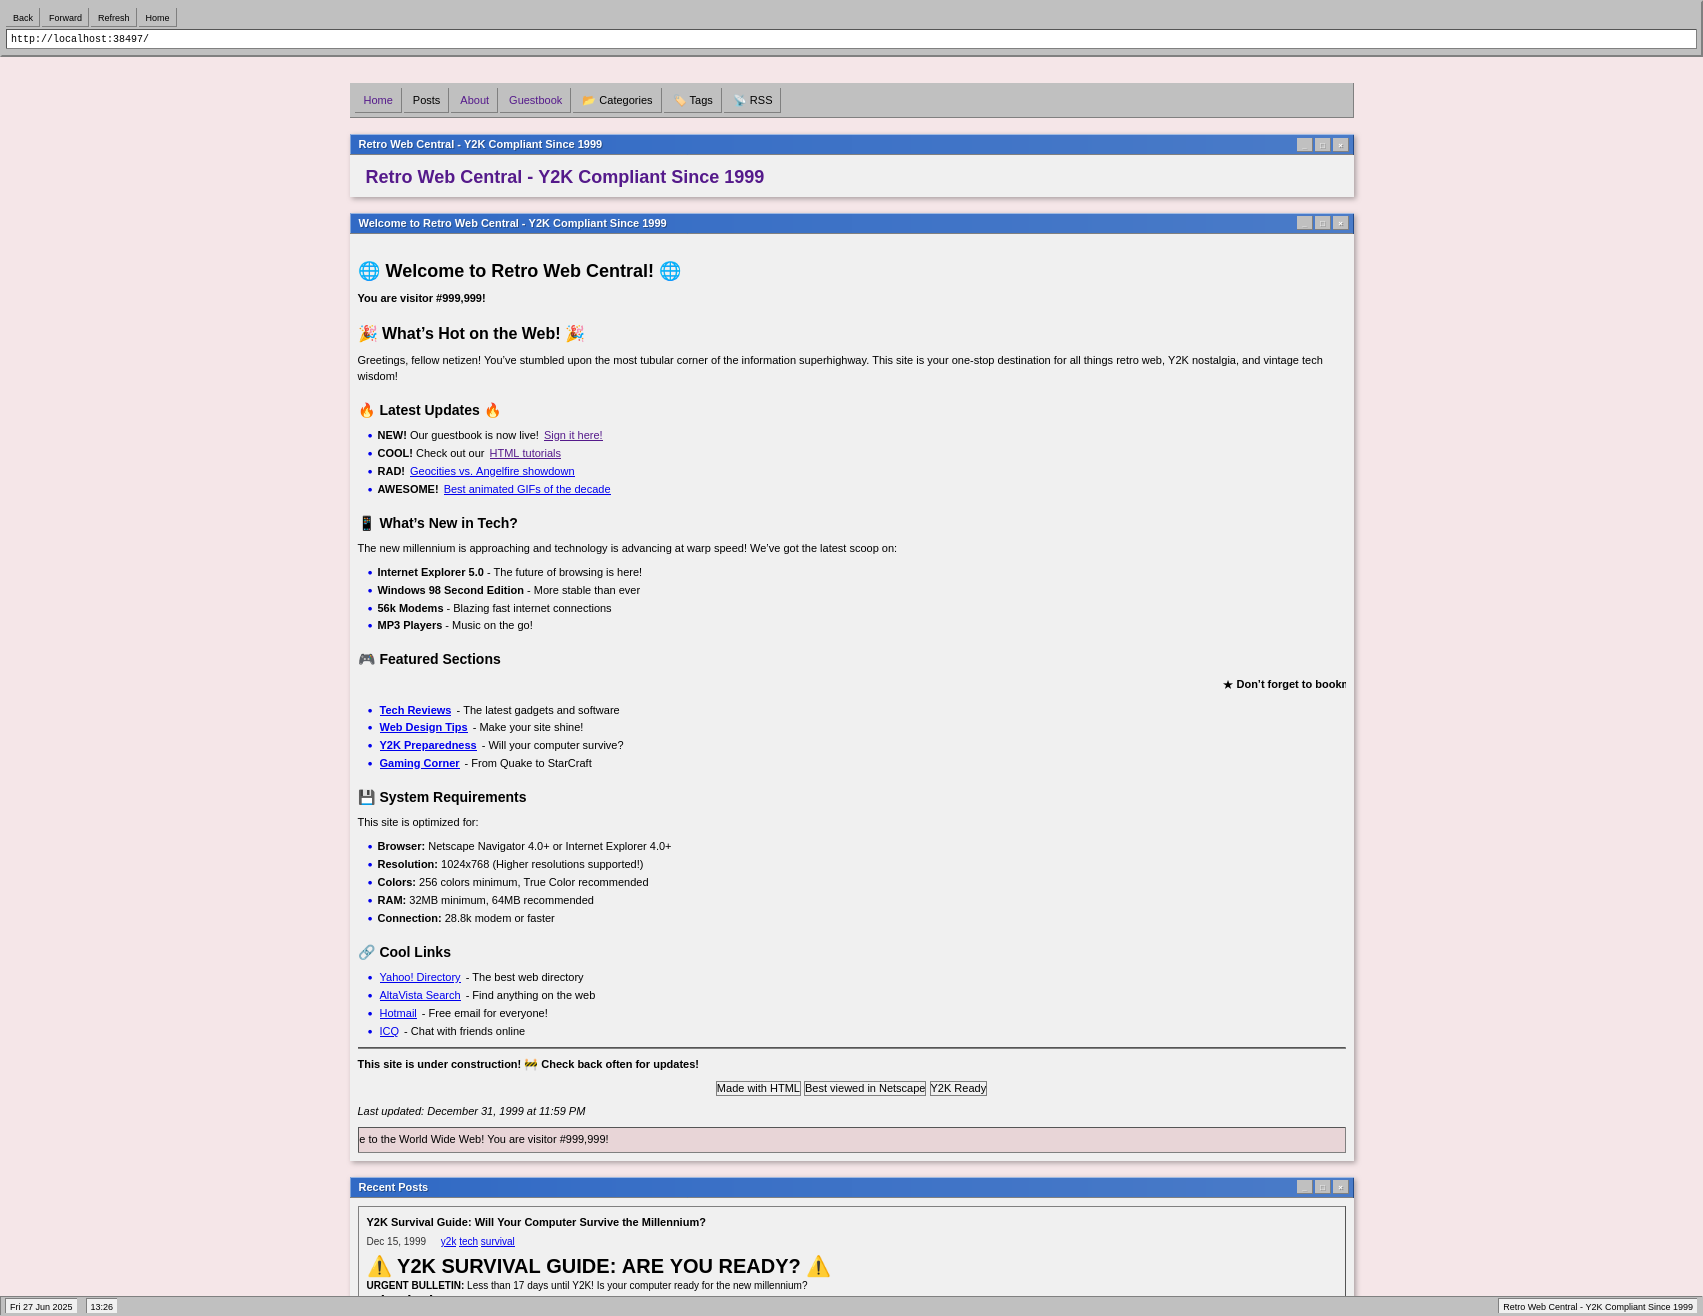 Back Forward Refresh Home
http://localhost:38497/
Home Posts About Guestbook 📂 Categories 🏷️ Tags 📡 RSS
Retro Web Central - Y2K Compliant Since 1999
Retro Web Central - Y2K Compliant Since 1999
Welcome to Retro Web Central - Y2K Compliant Since 1999
🌐 Welcome to Retro Web Central! 🌐
You are visitor #999,999!
🎉 What’s Hot on the Web! 🎉
Greetings, fellow netizen! You’ve stumbled upon the most tubular corner of the information superhighway. This site is your one-stop destination for all things retro web, Y2K nostalgia, and vintage tech
wisdom!
🔥 Latest Updates 🔥
• NEW! Our guestbook is now live! Sign it here!
• COOL! Check out our HTML tutorials
• RAD! Geocities vs. Angelfire showdown
• AWESOME! Best animated GIFs of the decade
📱 What’s New in Tech?
The new millennium is approaching and technology is advancing at warp speed! We’ve got the latest scoop on:
• Internet Explorer 5.0 - The future of browsing is here!
• Windows 98 Second Edition - More stable than ever
• 56k Modems - Blazing fast internet connections
• MP3 Players - Music on the go!
🎮 Featured Sections
★ Don’t forget to bookm
• Tech Reviews - The latest gadgets and software
• Web Design Tips - Make your site shine!
• Y2K Preparedness - Will your computer survive?
• Gaming Corner - From Quake to StarCraft
💾 System Requirements
This site is optimized for:
• Browser: Netscape Navigator 4.0+ or Internet Explorer 4.0+
• Resolution: 1024x768 (Higher resolutions supported!)
• Colors: 256 colors minimum, True Color recommended
• RAM: 32MB minimum, 64MB recommended
• Connection: 28.8k modem or faster
🔗 Cool Links
• Yahoo! Directory - The best web directory
• AltaVista Search - Find anything on the web
• Hotmail - Free email for everyone!
• ICQ - Chat with friends online
This site is under construction! 🚧 Check back often for updates!
Made with HTML Best viewed in Netscape Y2K Ready
Last updated: December 31, 1999 at 11:59 PM
e to the World Wide Web! You are visitor #999,999!
Recent Posts
Y2K Survival Guide: Will Your Computer Survive the Millennium?
Dec 15, 1999 y2k tech survival
⚠️ Y2K SURVIVAL GUIDE: ARE YOU READY? ⚠️
URGENT BULLETIN: Less than 17 days until Y2K! Is your computer ready for the new millennium?
Fri 27 Jun 2025 13:26 Retro Web Central - Y2K Compliant Since 1999